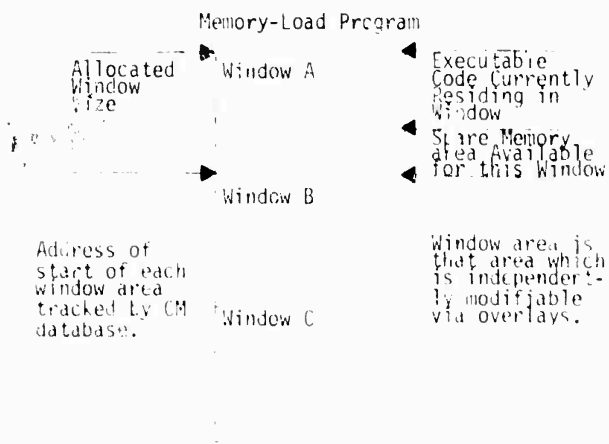 Memory-Load Program
Allocated
Window
Size
Window A
Executable
Code Currently
Residing in
Window
Spare Memory
area Available
for this Window
Window B
Address of
start of each
window area
tracked by CM
database.
Window area is
that area which
is independent-
ly modifiable
via overlays.
Window C